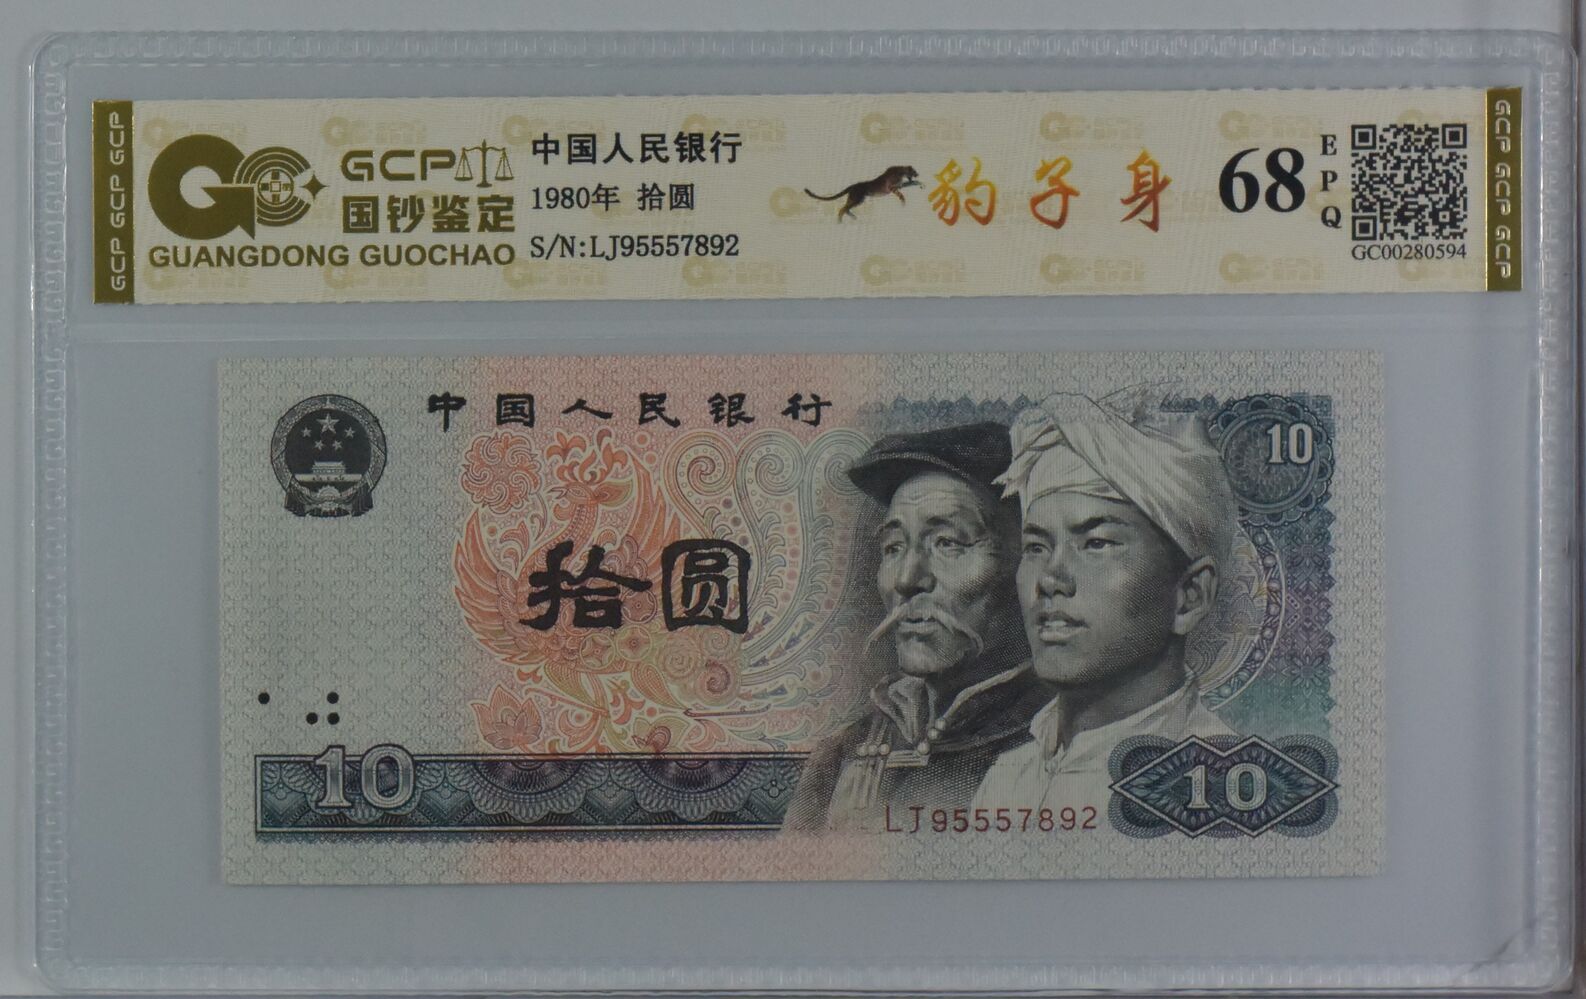 GCP GCP GCP
GCP
国钞鉴定
GUANGDONG GUOCHAO
中国人民银行
1980年 拾圆
S/N:LJ95557892
豹子身
68
EPQ
GC00280594
GCP GCP GCP
中国人民银行
10
拾圆
10
LJ95557892
10